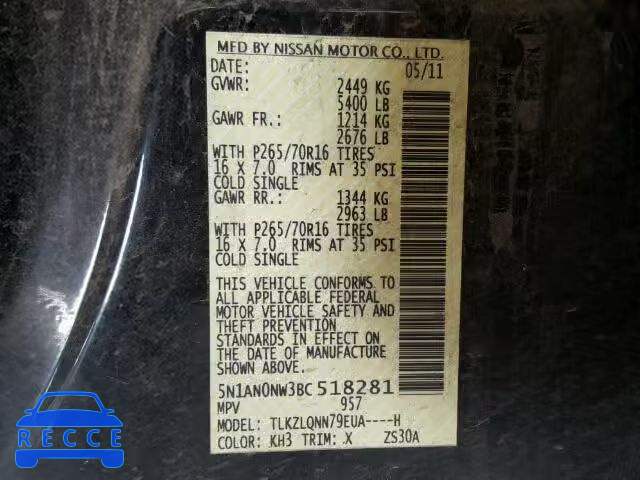 MFD BY NISSAN MOTOR CO., LTD.
DATE: 05/11
GVWR: 2449 KG
5400 LB
GAWR FR.: 1214 KG
2676 LB
WITH P265/70R16 TIRES
16 X 7.0 RIMS AT 35 PSI
COLD SINGLE
GAWR RR.: 1344 KG
2963 LB
WITH P265/70R16 TIRES
16 X 7.0 RIMS AT 35 PSI
COLD SINGLE
THIS VEHICLE CONFORMS TO
ALL APPLICABLE FEDERAL
MOTOR VEHICLE SAFETY AND
THEFT PREVENTION
STANDARDS IN EFFECT ON
THE DATE OF MANUFACTURE
SHOWN ABOVE.
5N1AN0NW3BC518281
MPV 957
MODEL: TLKZLQNN79EUA----H
COLOR: KH3 TRIM: X ZS30A
RECCE